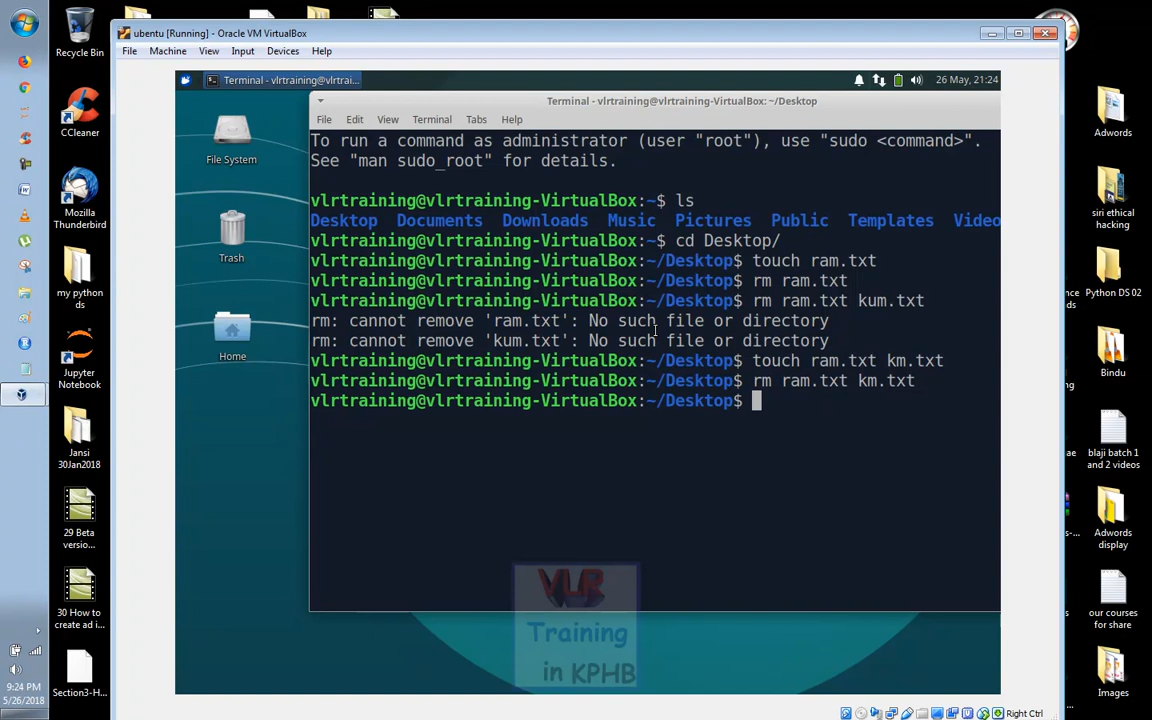 ubentu [Running] - Oracle VM VirtualBox
File Machine View Input Devices Help
Terminal - vlrtraining@vlrtrai...
26 May, 21:24
Terminal - vlrtraining@vlrtraining-VirtualBox: ~/Desktop
File Edit View Terminal Tabs Help
To run a command as administrator (user "root"), use "sudo <command>".
See "man sudo_root" for details.
vlrtraining@vlrtraining-VirtualBox:~$ ls
Desktop Documents Downloads Music Pictures Public Templates Video
vlrtraining@vlrtraining-VirtualBox:~$ cd Desktop/
vlrtraining@vlrtraining-VirtualBox:~/Desktop$ touch ram.txt
vlrtraining@vlrtraining-VirtualBox:~/Desktop$ rm ram.txt
vlrtraining@vlrtraining-VirtualBox:~/Desktop$ rm ram.txt kum.txt
rm: cannot remove 'ram.txt': No such file or directory
rm: cannot remove 'kum.txt': No such file or directory
vlrtraining@vlrtraining-VirtualBox:~/Desktop$ touch ram.txt km.txt
vlrtraining@vlrtraining-VirtualBox:~/Desktop$ rm ram.txt km.txt
vlrtraining@vlrtraining-VirtualBox:~/Desktop$
File System
Trash
Home
VLR
Training
in KPHB
Right Ctrl
Recycle Bin
CCleaner
Mozilla
Thunderbird
my python
ds
Jupyter
Notebook
Jansi
30Jan2018
29 Beta
versio...
30 How to
create ad i...
Section3-H...
Adwords
siri ethical
hacking
Python DS 02
Bindu
blaji batch 1
and 2 videos
Adwords
display
our courses
for share
Images
9:24 PM
5/26/2018